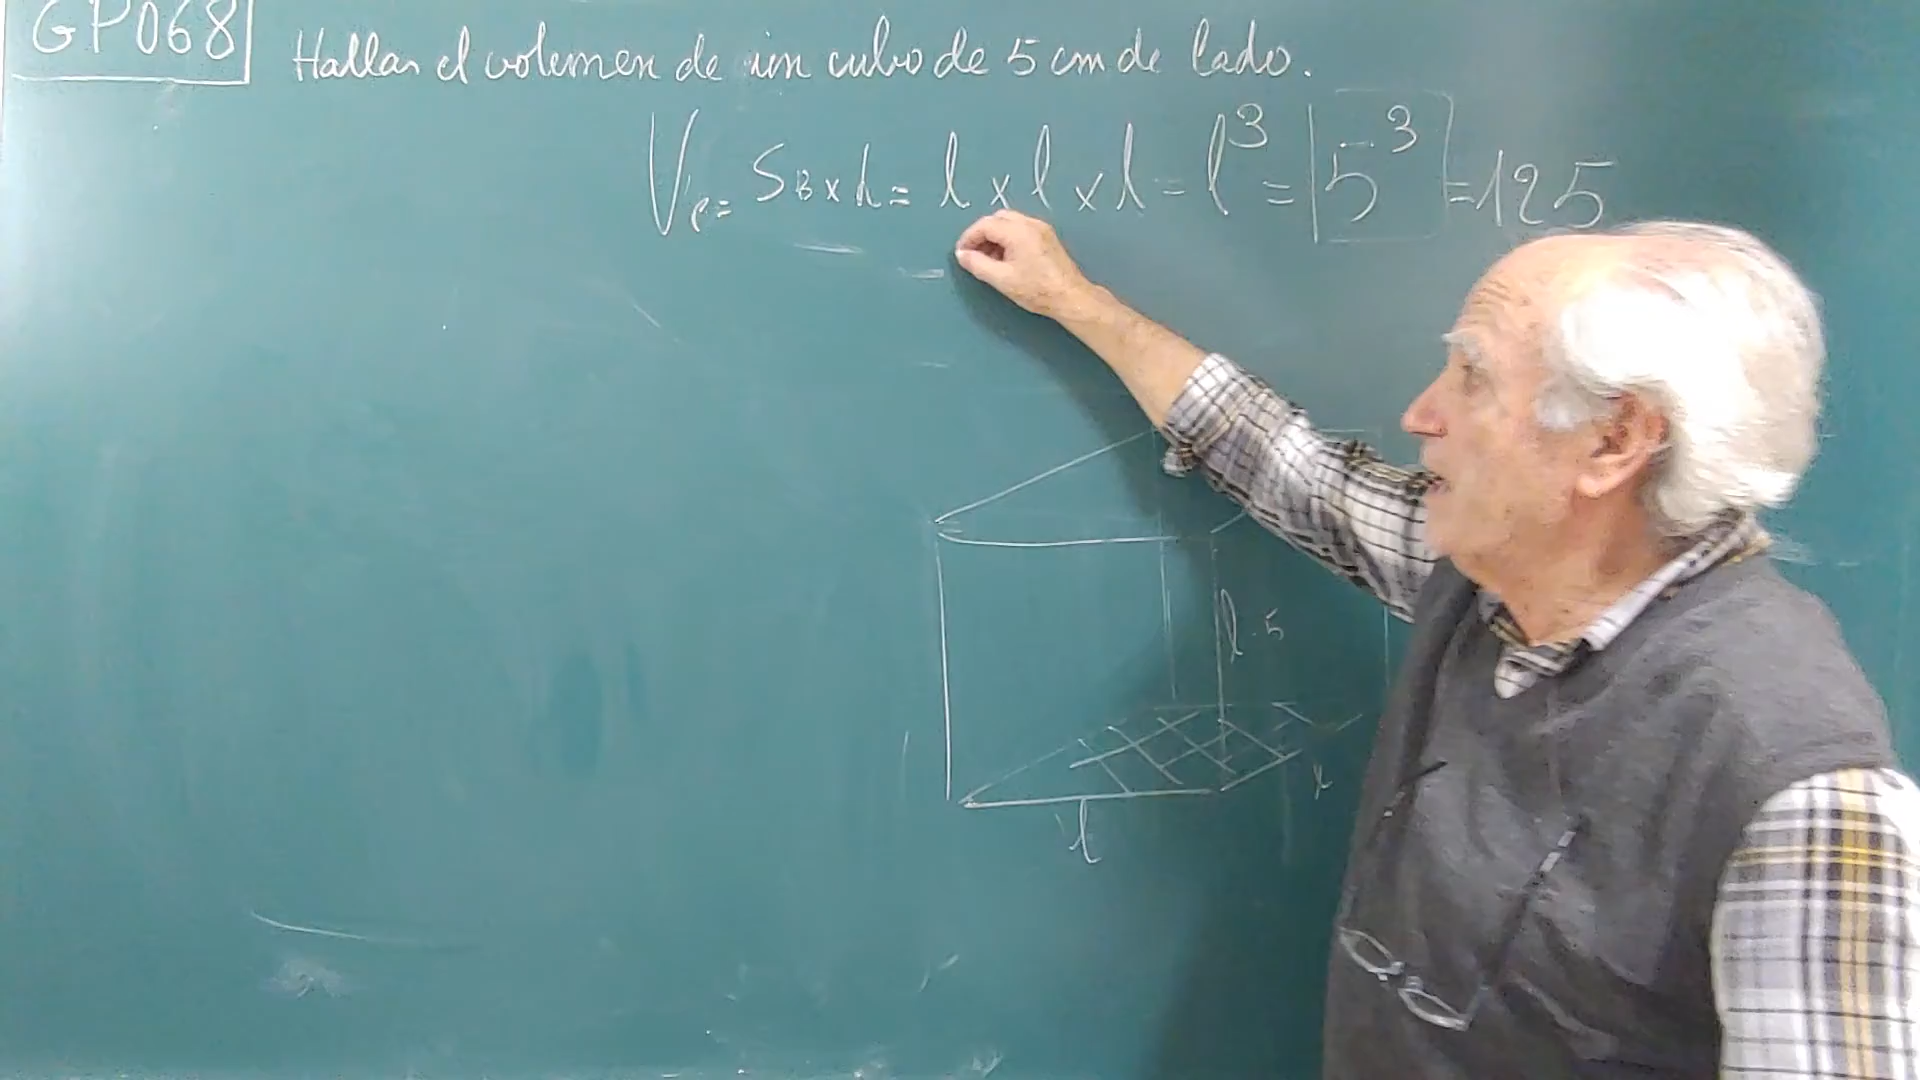 GP068
Hallar el volumen de un cubo de 5 cm de lado.
Vc = SB x h = l x l x l = l³ = 5³ = 125
l = 5
l
l